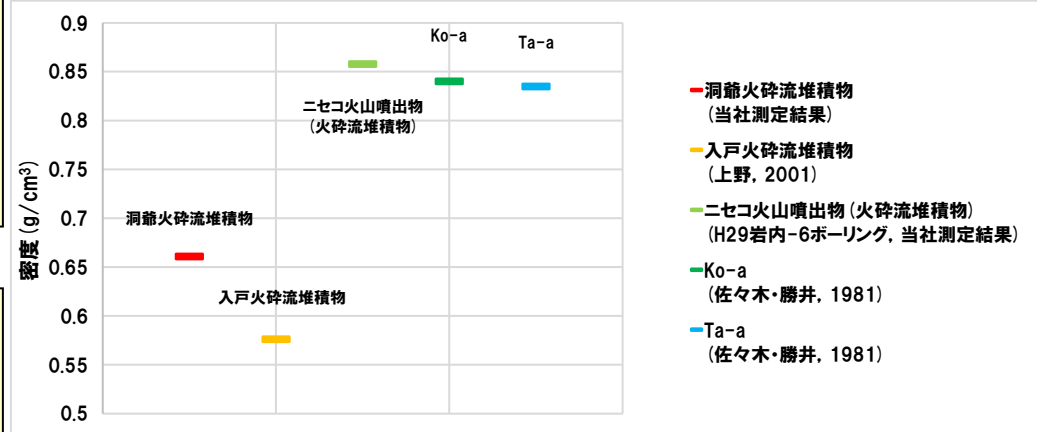 0.9
0.85
0.8
0.75
0.7
0.65
0.6
0.55
0.5
密度(g/cm³)
Ko-a
Ta-a
ニセコ火山噴出物
(火砕流堆積物)
洞爺火砕流堆積物
入戸火砕流堆積物
洞爺火砕流堆積物
(当社測定結果)
入戸火砕流堆積物
(上野, 2001)
ニセコ火山噴出物(火砕流堆積物)
(H29岩内-6ボーリング, 当社測定結果)
Ko-a
(佐々木・勝井, 1981)
Ta-a
(佐々木・勝井, 1981)